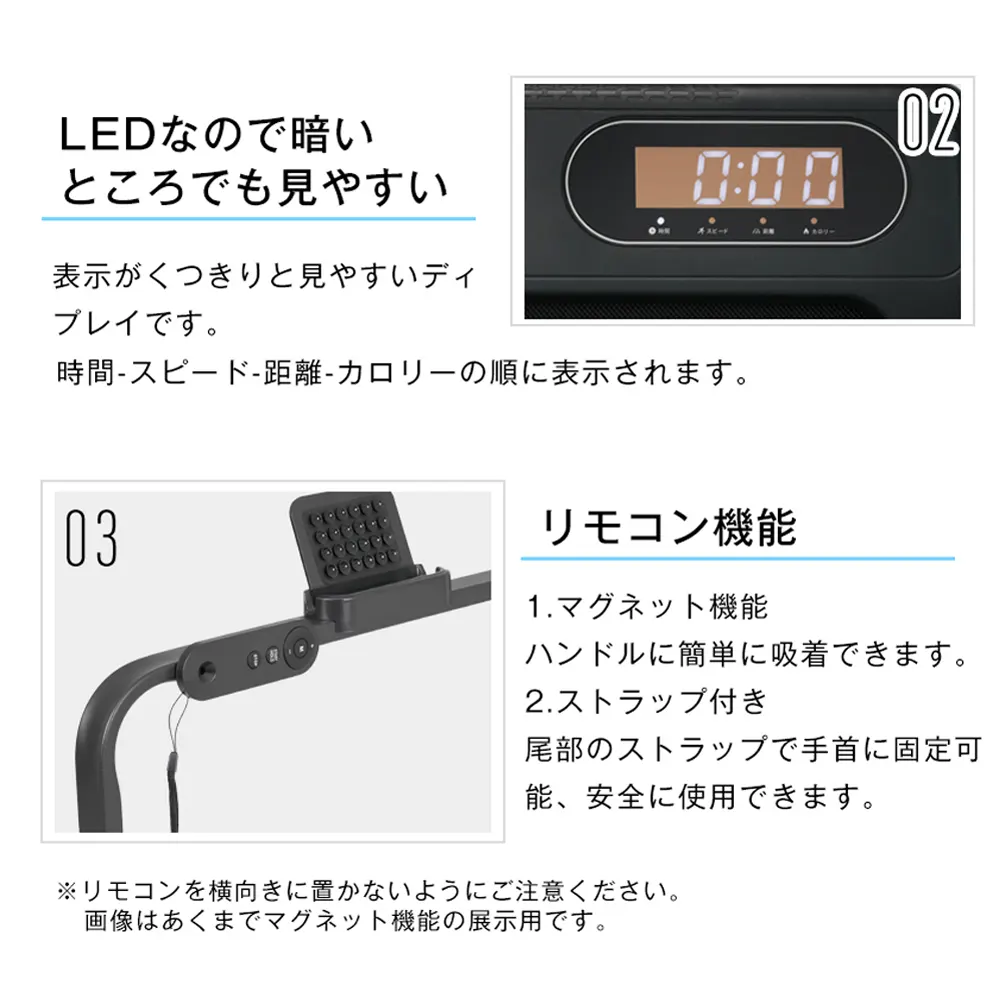 LEDなので暗い
ところでも見やすい
02
0:00
時間 スピード 距離 カロリー
表示がくつきりと見やすいディ
プレイです。
時間-スピード-距離-カロリーの順に表示されます。
03
リモコン機能
1.マグネット機能
ハンドルに簡単に吸着できます。
2.ストラップ付き
尾部のストラップで手首に固定可
能、安全に使用できます。
※リモコンを横向きに置かないようにご注意ください。
画像はあくまでマグネット機能の展示用です。